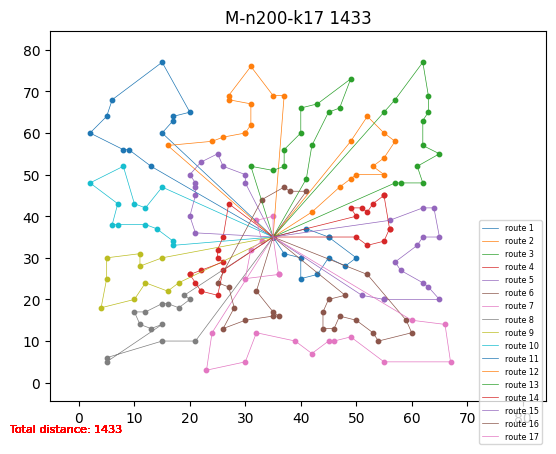 M-n200-k17 1433
80
70
60
50
40
30
20
10
0
0 10 20 30 40 50 60 70 80
route 1
route 2
route 3
route 4
route 5
route 6
route 7
route 8
route 9
route 10
route 11
route 12
route 13
route 14
route 15
route 16
route 17
Total distance: 1433